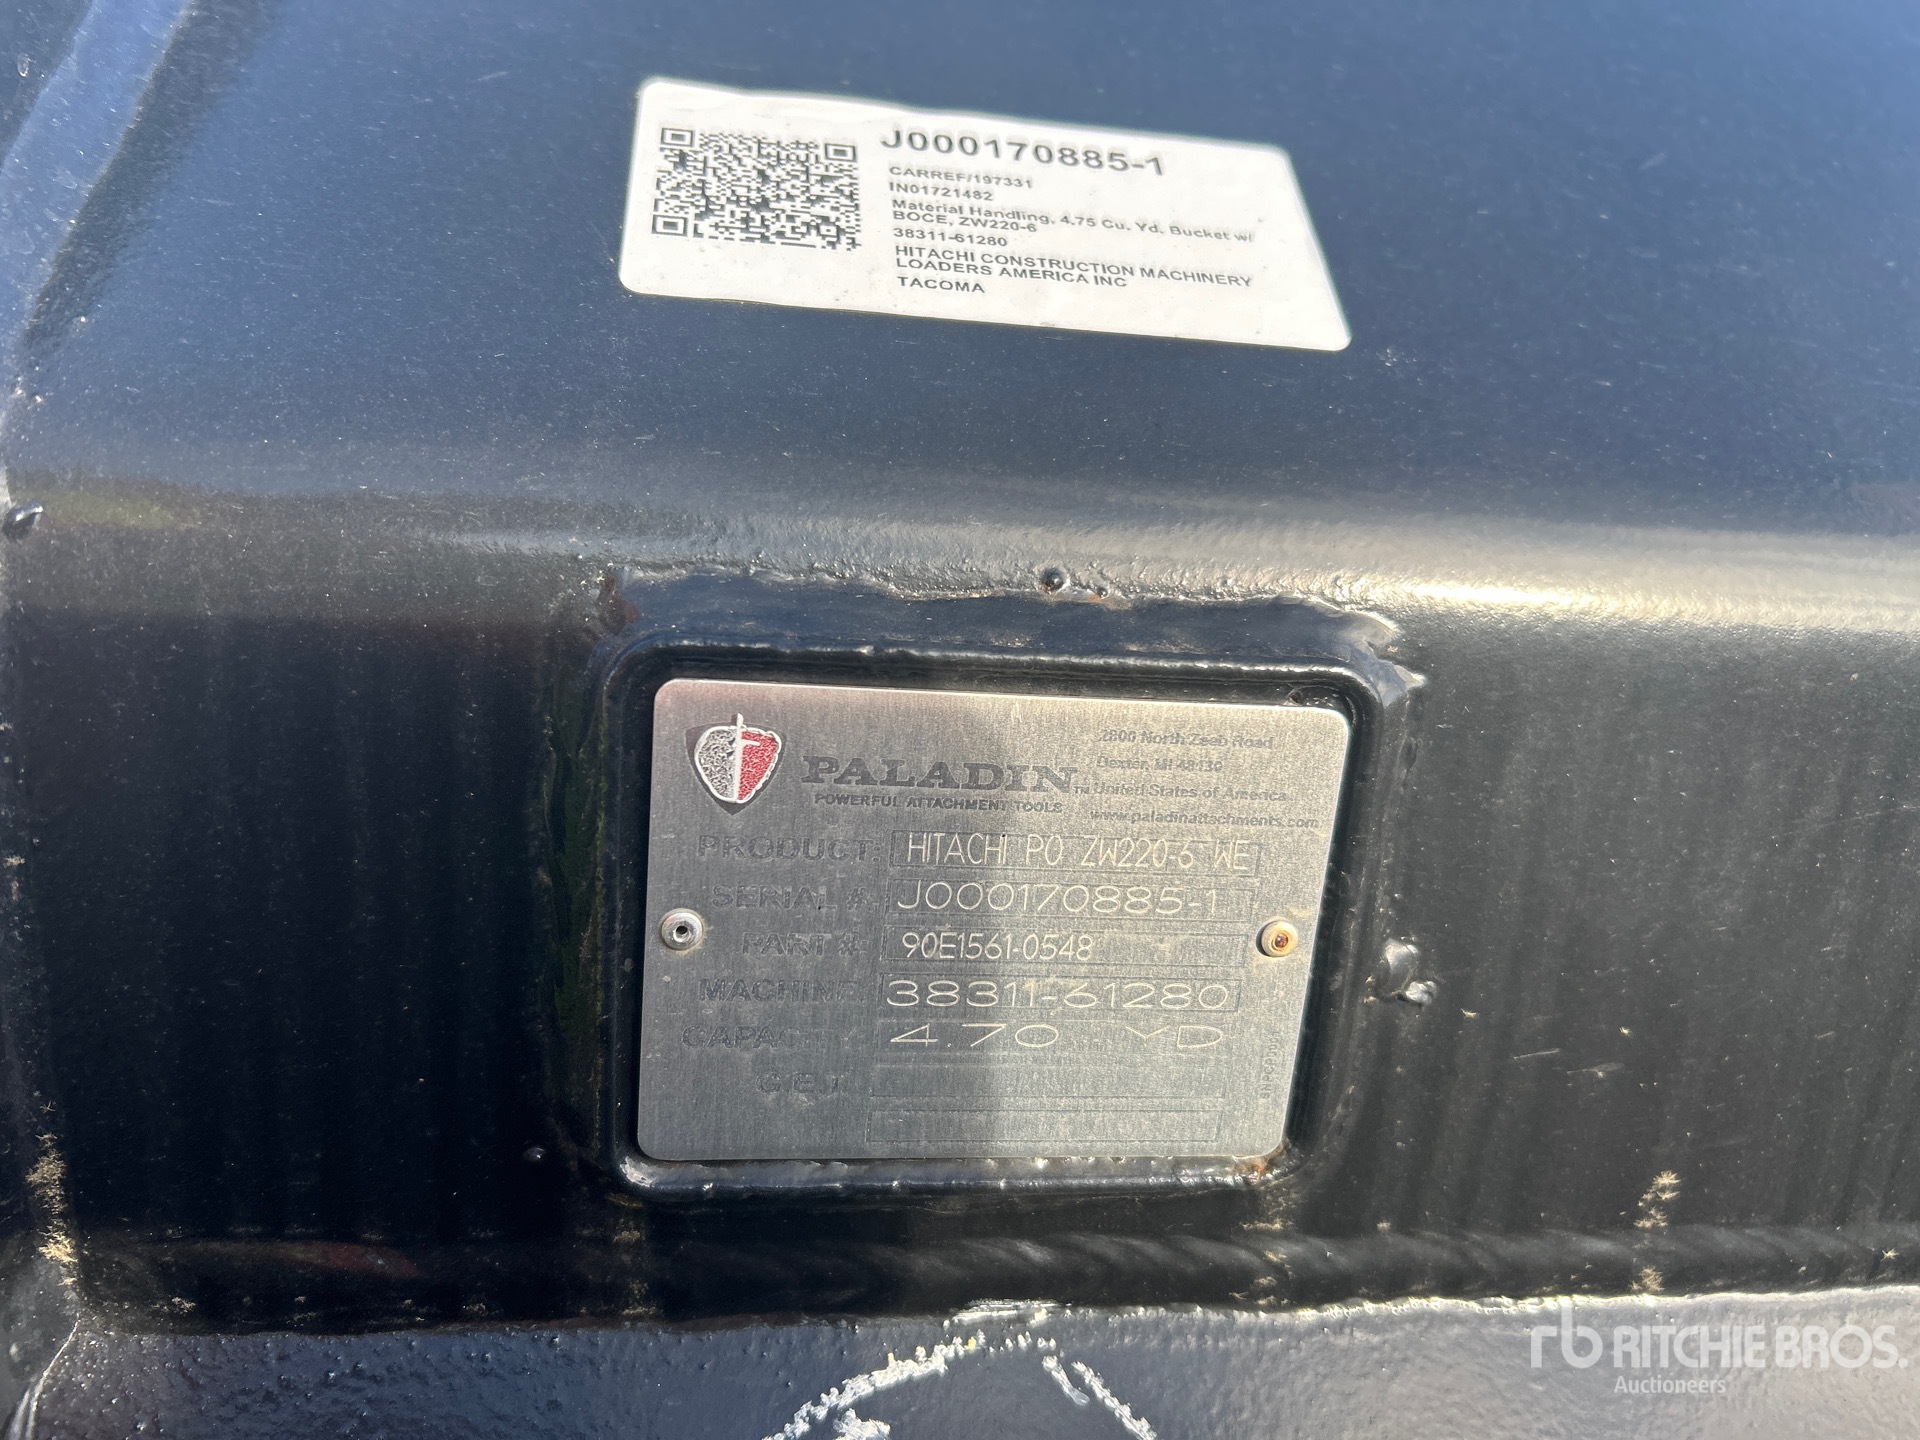 J000170885-1
CARREF/197331
IN01721482
Material Handling, 4.75 Cu. Yd. Bucket w/
BOCE, ZW220-6
38311-61280
HITACHI CONSTRUCTION MACHINERY
LOADERS AMERICA INC
TACOMA
PALADIN™
POWERFUL ATTACHMENT TOOLS
2800 North Zeeb Road
Dexter, MI 48130
United States of America
www.paladinattachments.com
PRODUCT: HITACHI PO ZW220-6 WE
SERIAL #: J000170885-1
PART #: 90E1561-0548
MACHINE: 38311-61280
CAPACITY: 4.70 YD
rb RITCHIE BROS.
Auctioneers